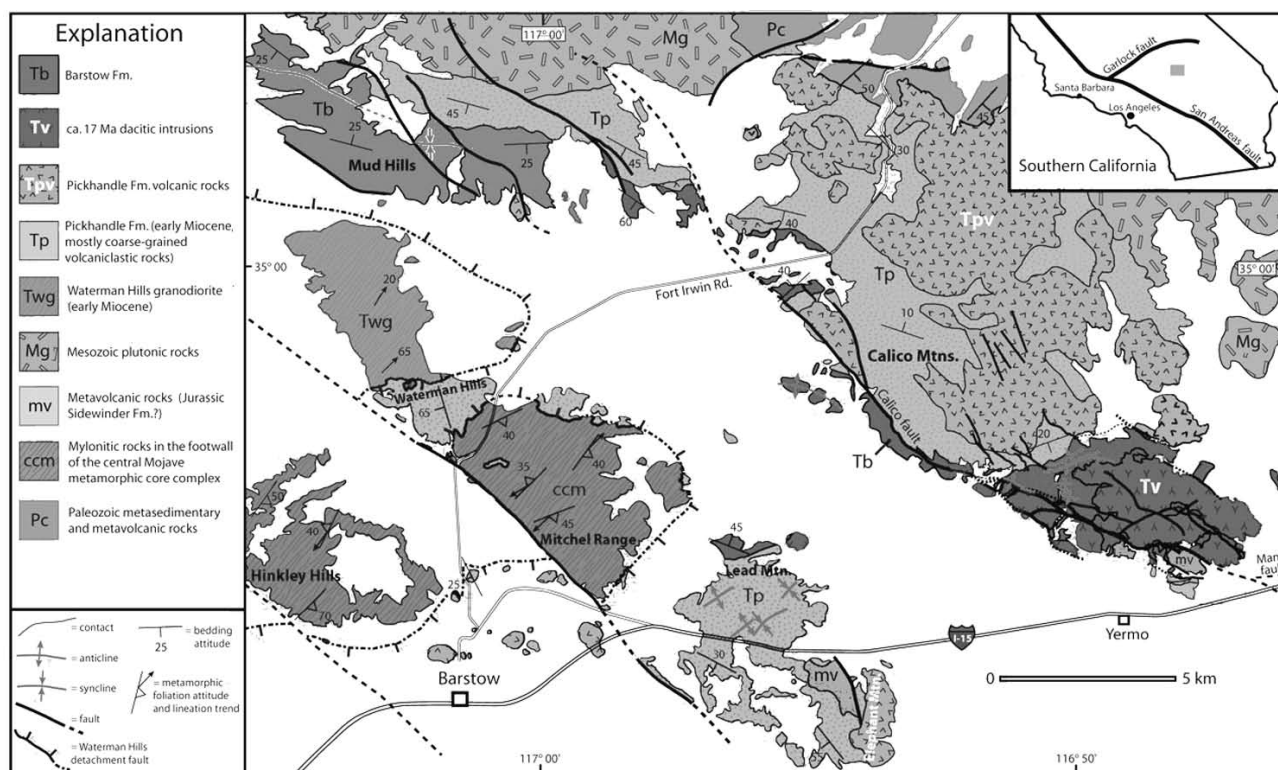 Explanation
Tb
Barstow Fm.
Tv
ca. 17 Ma dacitic intrusions
Tpv
Pickhandle Fm. volcanic rocks
Tp
Pickhandle Fm. (early Miocene,
mostly coarse-grained
volcaniclastic rocks)
Twg
Waterman Hills granodiorite
(early Miocene)
Mg
Mesozoic plutonic rocks
mv
Metavolcanic rocks (Jurassic
Sidewinder Fm.?)
ccm
Mylonitic rocks in the footwall
of the central Mojave
metamorphic core complex
Pc
Paleozoic metasedimentary
and metavolcanic rocks
= contact
= anticline
= syncline
= fault
= Waterman Hills
detachment fault
= bedding
attitude
25
= metamorphic
foliation attitude
and lineation trend
117° 00'
Mg
Pc
25
Tb
45
Tp
50
45
25
25
45
30
Mud Hills
60
40
Tpv
35° 00'
20
Fort Irwin Rd.
40
Tp
35° 00'
Twg
10
Mg
65
Calico Mtns.
Waterman Hills
65
40
40
Calico fault
20
35
Tb
Tv
ccm
50
45
Mitchel Range
40
45
mv
Man
fault
Hinkley Hills
Lead Mtn.
25
Tp
70
I-15
Yermo
30
Barstow
mv
Elephant Mtn.
0
5 km
117° 00'
116° 50'
Garlock fault
Santa Barbara
Los Angeles
San Andreas fault
Southern California